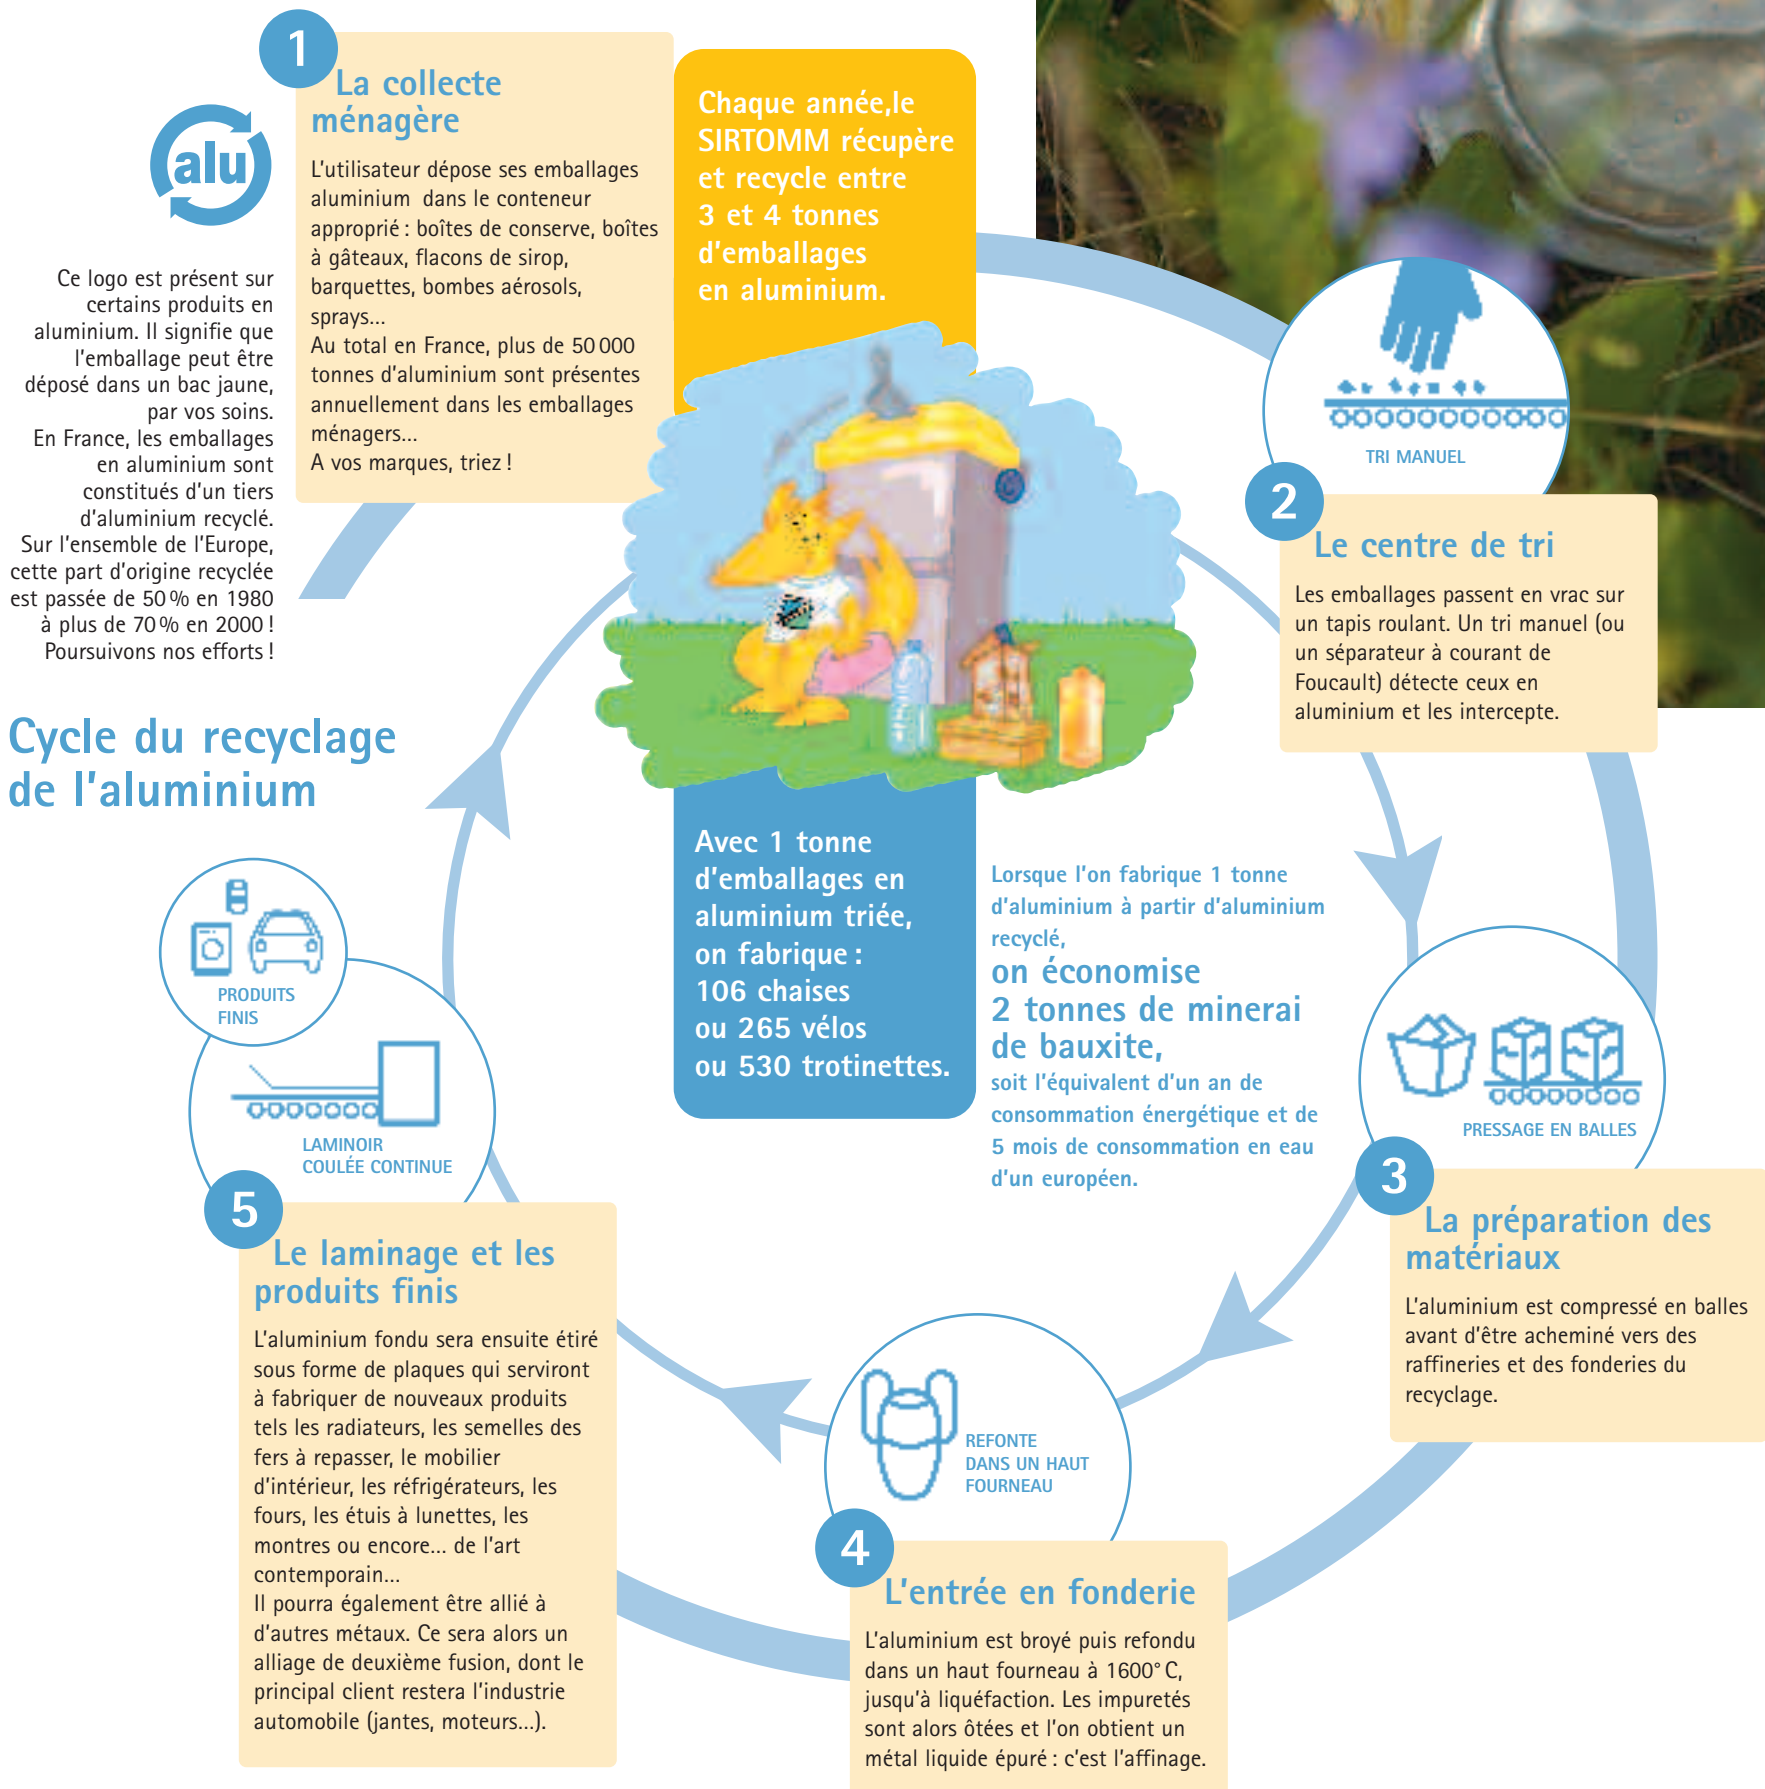 1
La collecte
ménagère
L'utilisateur dépose ses emballages
aluminium dans le conteneur
approprié : boîtes de conserve, boîtes
à gâteaux, flacons de sirop,
barquettes, bombes aérosols,
sprays...
Au total en France, plus de 50 000
tonnes d'aluminium sont présentes
annuellement dans les emballages
ménagers...
A vos marques, triez !
Chaque année,le
SIRTOMM récupère
et recycle entre
3 et 4 tonnes
d'emballages
en aluminium.
alu
Ce logo est présent sur
certains produits en
aluminium. Il signifie que
l'emballage peut être
déposé dans un bac jaune,
par vos soins.
En France, les emballages
en aluminium sont
constitués d'un tiers
d'aluminium recyclé.
Sur l'ensemble de l'Europe,
cette part d'origine recyclée
est passée de 50 % en 1980
à plus de 70 % en 2000 !
Poursuivons nos efforts !
Cycle du recyclage
de l'aluminium
TRI MANUEL
2
Le centre de tri
Les emballages passent en vrac sur
un tapis roulant. Un tri manuel (ou
un séparateur à courant de
Foucault) détecte ceux en
aluminium et les intercepte.
Avec 1 tonne
d'emballages en
aluminium triée,
on fabrique :
106 chaises
ou 265 vélos
ou 530 trotinettes.
Lorsque l'on fabrique 1 tonne
d'aluminium à partir d'aluminium
recyclé,
on économise
2 tonnes de minerai
de bauxite,
soit l'équivalent d'un an de
consommation énergétique et de
5 mois de consommation en eau
d'un européen.
PRESSAGE EN BALLES
3
La préparation des
matériaux
L'aluminium est compressé en balles
avant d'être acheminé vers des
raffineries et des fonderies du
recyclage.
REFONTE
DANS UN HAUT
FOURNEAU
4
L'entrée en fonderie
L'aluminium est broyé puis refondu
dans un haut fourneau à 1600° C,
jusqu'à liquéfaction. Les impuretés
sont alors ôtées et l'on obtient un
métal liquide épuré : c'est l'affinage.
PRODUITS
FINIS
LAMINOIR
COULÉE CONTINUE
5
Le laminage et les
produits finis
L'aluminium fondu sera ensuite étiré
sous forme de plaques qui serviront
à fabriquer de nouveaux produits
tels les radiateurs, les semelles des
fers à repasser, le mobilier
d'intérieur, les réfrigérateurs, les
fours, les étuis à lunettes, les
montres ou encore... de l'art
contemporain...
Il pourra également être allié à
d'autres métaux. Ce sera alors un
alliage de deuxième fusion, dont le
principal client restera l'industrie
automobile (jantes, moteurs...).